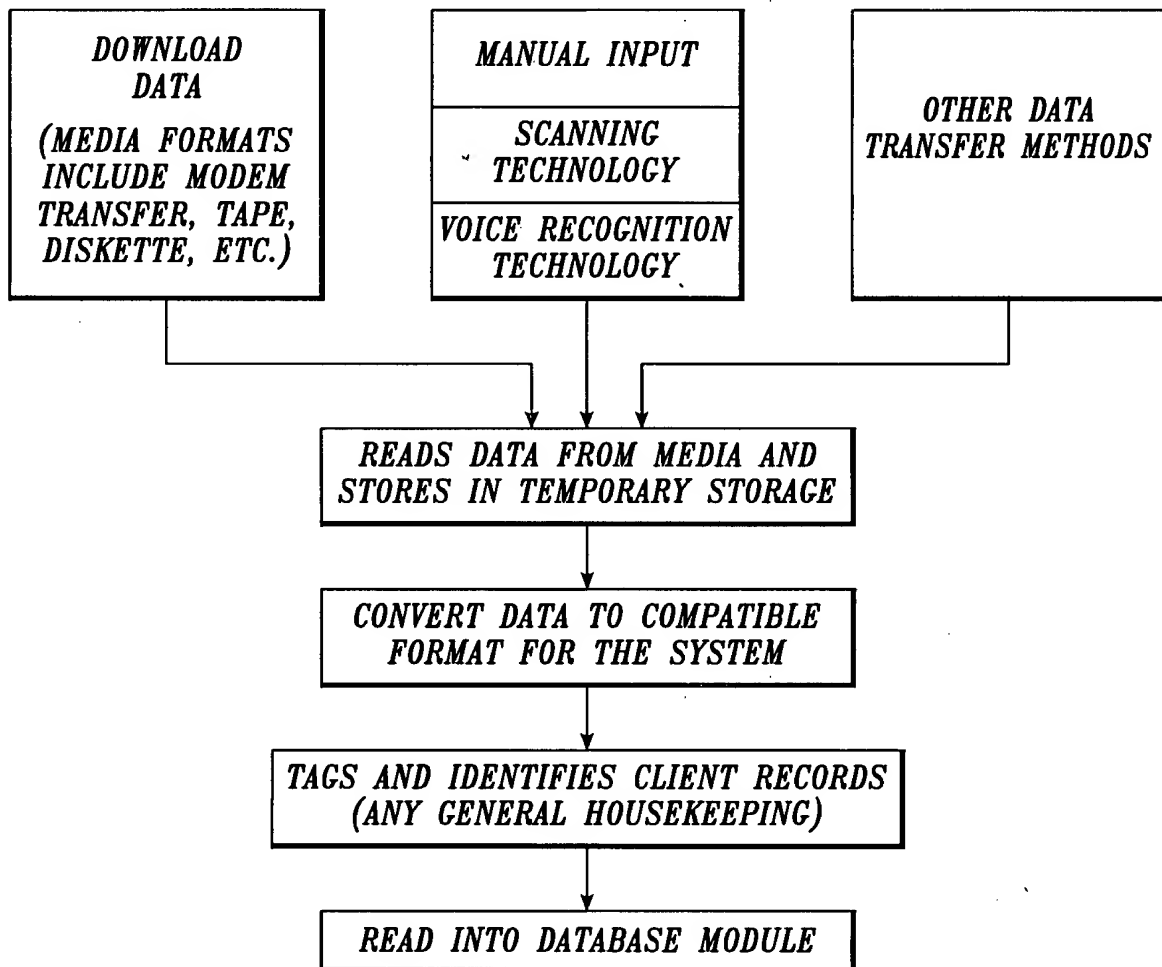 DOWNLOAD
DATA
(MEDIA FORMATS
INCLUDE MODEM
TRANSFER, TAPE,
DISKETTE, ETC.)
MANUAL INPUT
SCANNING
TECHNOLOGY
VOICE RECOGNITION
TECHNOLOGY
OTHER DATA
TRANSFER METHODS
READS DATA FROM MEDIA AND
STORES IN TEMPORARY STORAGE
CONVERT DATA TO COMPATIBLE
FORMAT FOR THE SYSTEM
TAGS AND IDENTIFIES CLIENT RECORDS
(ANY GENERAL HOUSEKEEPING)
READ INTO DATABASE MODULE